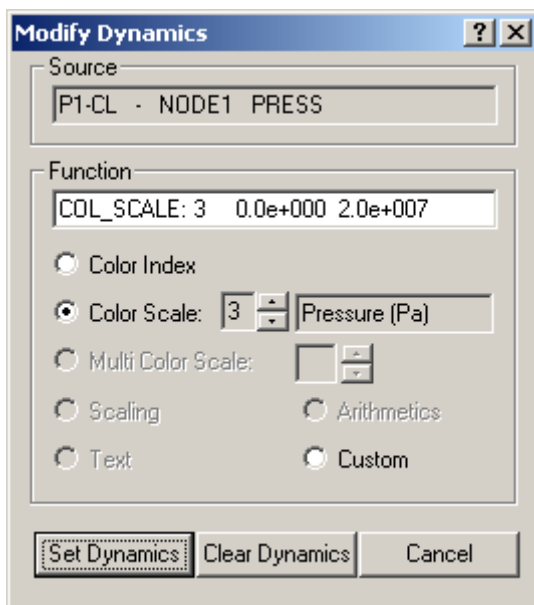 Modify Dynamics
Source
P1-CL - NODE1 PRESS
Function
COL_SCALE: 3 0.0e+000 2.0e+007
Color Index
Color Scale: 3 Pressure (Pa)
Multi Color Scale:
Scaling Arithmetics
Text Custom
Set Dynamics Clear Dynamics Cancel